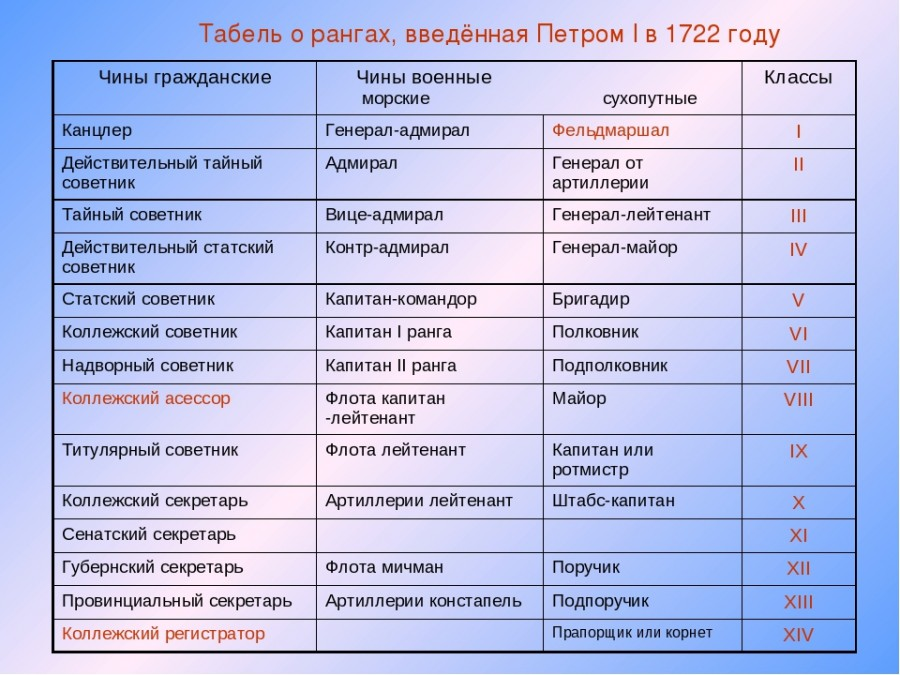 Табель о рангах, введённая Петром I в 1722 году
Чины гражданские Чины военные Классы
морские сухопутные
Канцлер Генерал-адмирал Фельдмаршал I
Действительный тайный Адмирал Генерал от II
советник артиллерии
Тайный советник Вице-адмирал Генерал-лейтенант III
Действительный статский Контр-адмирал Генерал-майор IV
советник
Статский советник Капитан-командор Бригадир V
Коллежский советник Капитан I ранга Полковник VI
Надворный советник Капитан II ранга Подполковник VII
Коллежский асессор Флота капитан Майор VIII
-лейтенант
Титулярный советник Флота лейтенант Капитан или IX
ротмистр
Коллежский секретарь Артиллерии лейтенант Штабс-капитан X
Сенатский секретарь XI
Губернский секретарь Флота мичман Поручик XII
Провинциальный секретарь Артиллерии констапель Подпоручик XIII
Коллежский регистратор Прапорщик или корнет XIV